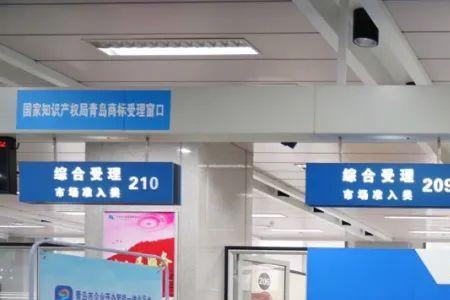 国家知识产权局青岛商标受理窗口
综合受理
市场准入类
210
综合受理
市场准入类
209